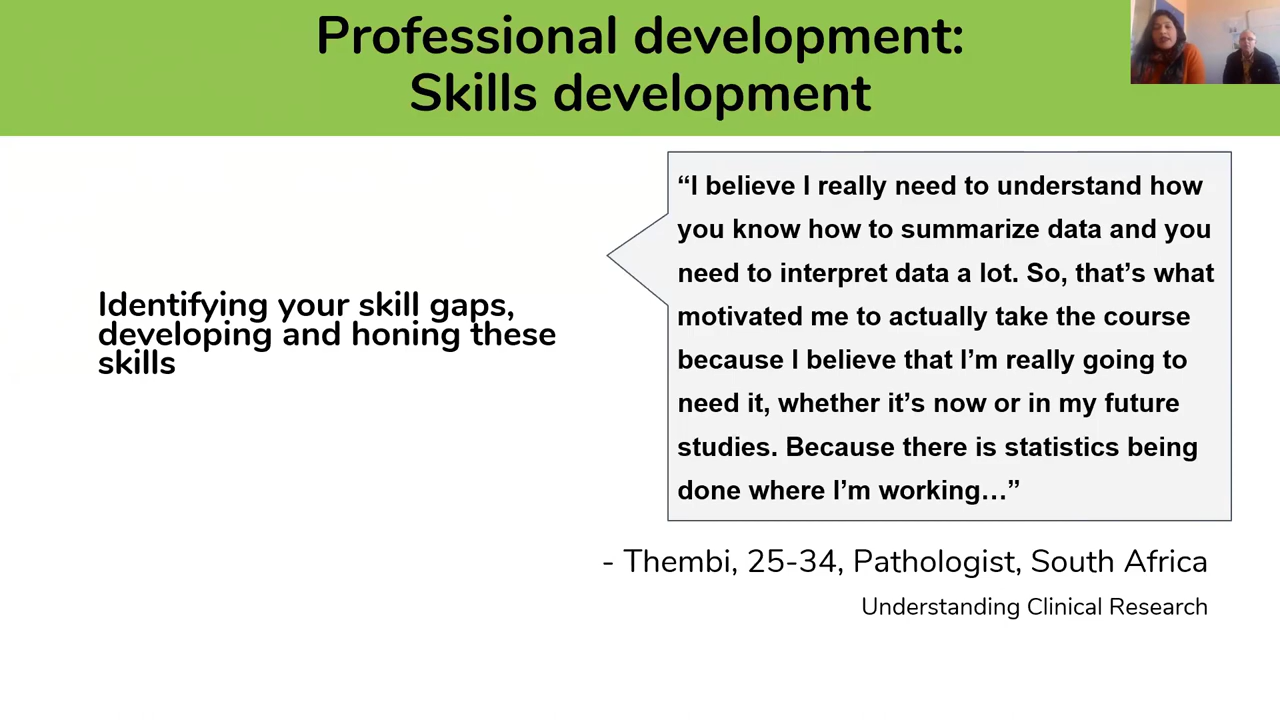 Professional development:
Skills development
Identifying your skill gaps,
developing and honing these
skills
“I believe I really need to understand how
you know how to summarize data and you
need to interpret data a lot. So, that’s what
motivated me to actually take the course
because I believe that I’m really going to
need it, whether it’s now or in my future
studies. Because there is statistics being
done where I’m working…”
- Thembi, 25-34, Pathologist, South Africa
Understanding Clinical Research